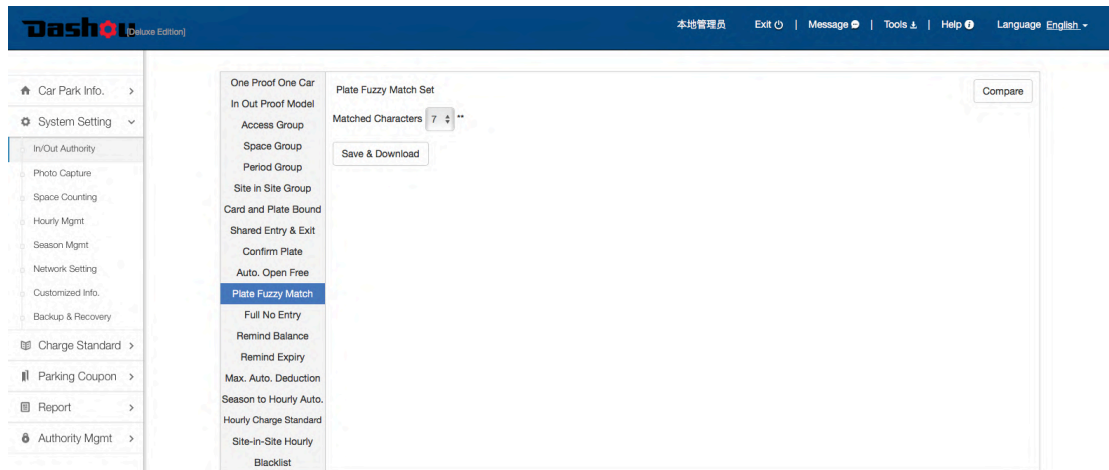 Dashou [Deluxe Edition]
本地管理员 Exit | Message | Tools | Help Language English
Car Park Info.
System Setting
In/Out Authority
Photo Capture
Space Counting
Hourly Mgmt
Season Mgmt
Network Setting
Customized Info.
Backup & Recovery
Charge Standard
Parking Coupon
Report
Authority Mgmt
One Proof One Car
In Out Proof Model
Access Group
Space Group
Period Group
Site in Site Group
Card and Plate Bound
Shared Entry & Exit
Confirm Plate
Auto. Open Free
Plate Fuzzy Match
Full No Entry
Remind Balance
Remind Expiry
Max. Auto. Deduction
Season to Hourly Auto.
Hourly Charge Standard
Site-in-Site Hourly
Blacklist
Plate Fuzzy Match Set
Compare
Matched Characters 7 **
Save & Download